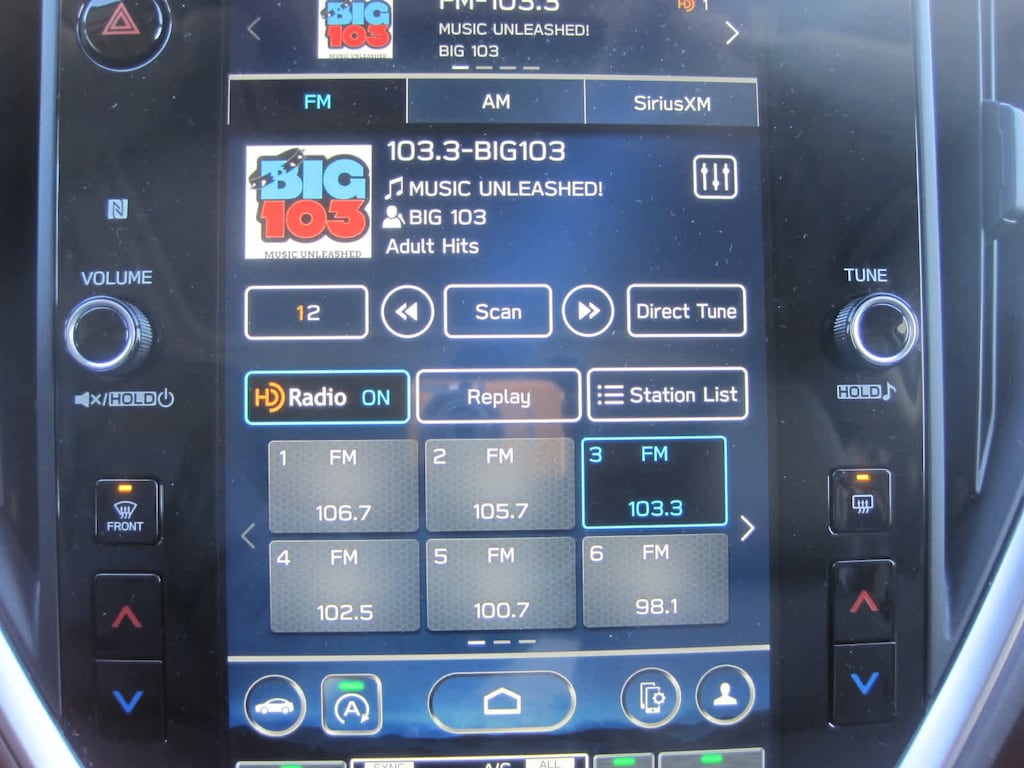 FM-103.3
BIG
103
MUSIC UNLEASHED
MUSIC UNLEASHED!
BIG 103
HD 1
FM
AM
SiriusXM
BIG
103
MUSIC UNLEASHED
103.3-BIG103
MUSIC UNLEASHED!
BIG 103
Adult Hits
N
VOLUME
TUNE
12
Scan
Direct Tune
HD Radio ON
Replay
Station List
/HOLD
HOLD
1 FM
106.7
2 FM
105.7
3 FM
103.3
4 FM
102.5
5 FM
100.7
6 FM
98.1
FRONT
A
SYNC
A/C
ALL